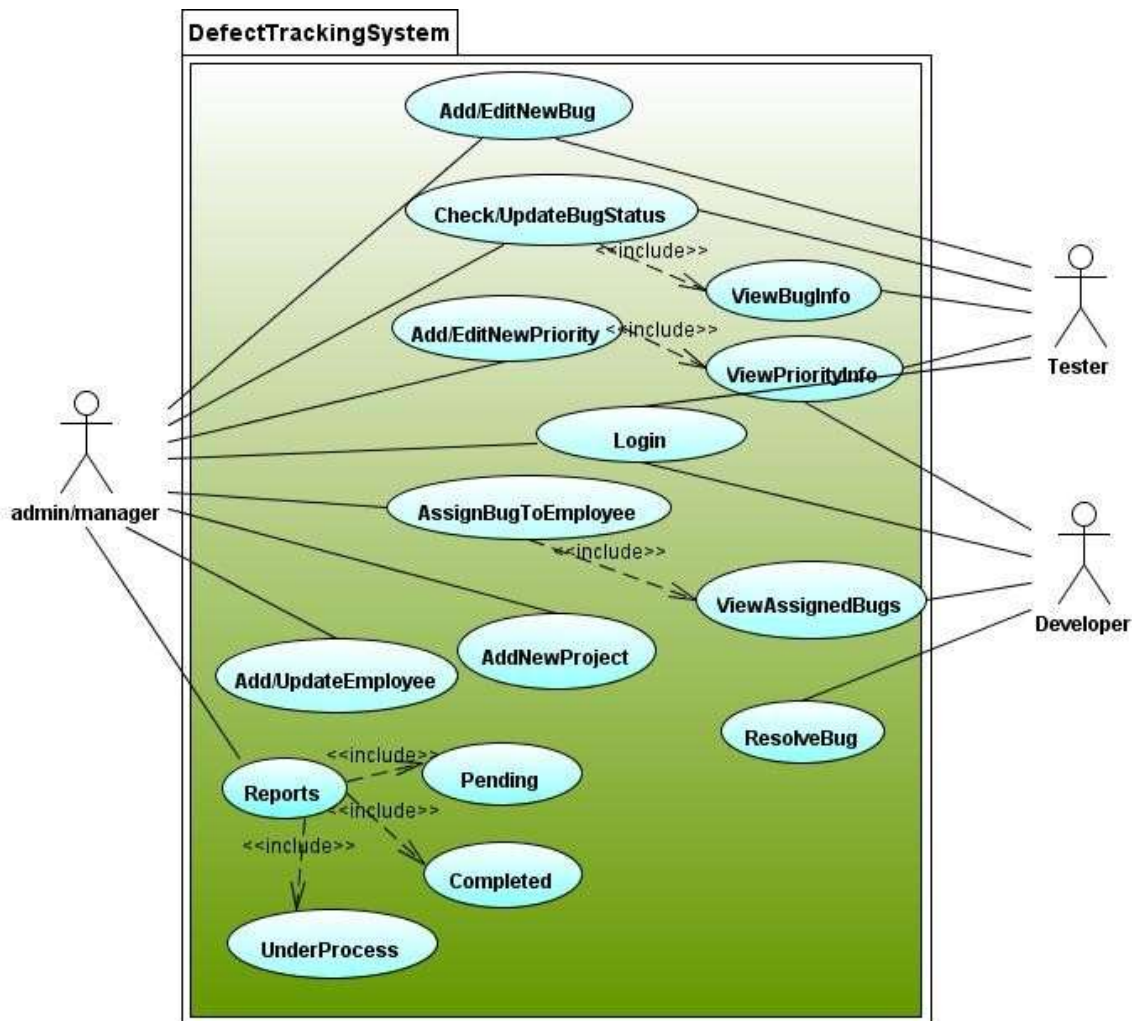 DefectTrackingSystem
Add/EditNewBug
Check/UpdateBugStatus
<<include>>
ViewBugInfo
Add/EditNewPriority
<<include>>
ViewPriorityInfo
Tester
Login
admin/manager
AssignBugToEmployee
<<include>>
ViewAssignedBugs
Developer
AddNewProject
Add/UpdateEmployee
ResolveBug
<<include>>
Pending
Reports
<<include>>
<<include>>
Completed
UnderProcess